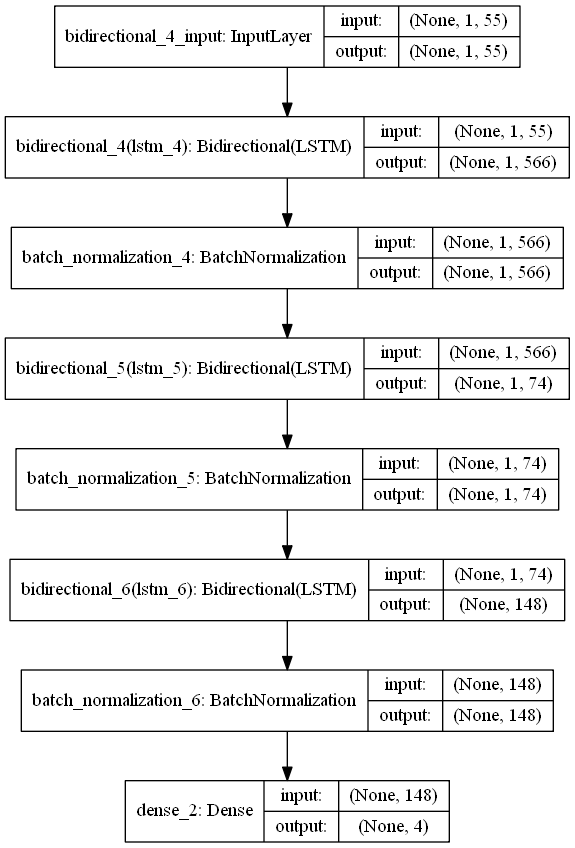 bidirectional_4_input: InputLayer
input: (None, 1, 55)
output: (None, 1, 55)
bidirectional_4(lstm_4): Bidirectional(LSTM)
input: (None, 1, 55)
output: (None, 1, 566)
batch_normalization_4: BatchNormalization
input: (None, 1, 566)
output: (None, 1, 566)
bidirectional_5(lstm_5): Bidirectional(LSTM)
input: (None, 1, 566)
output: (None, 1, 74)
batch_normalization_5: BatchNormalization
input: (None, 1, 74)
output: (None, 1, 74)
bidirectional_6(lstm_6): Bidirectional(LSTM)
input: (None, 1, 74)
output: (None, 148)
batch_normalization_6: BatchNormalization
input: (None, 148)
output: (None, 148)
dense_2: Dense
input: (None, 148)
output: (None, 4)